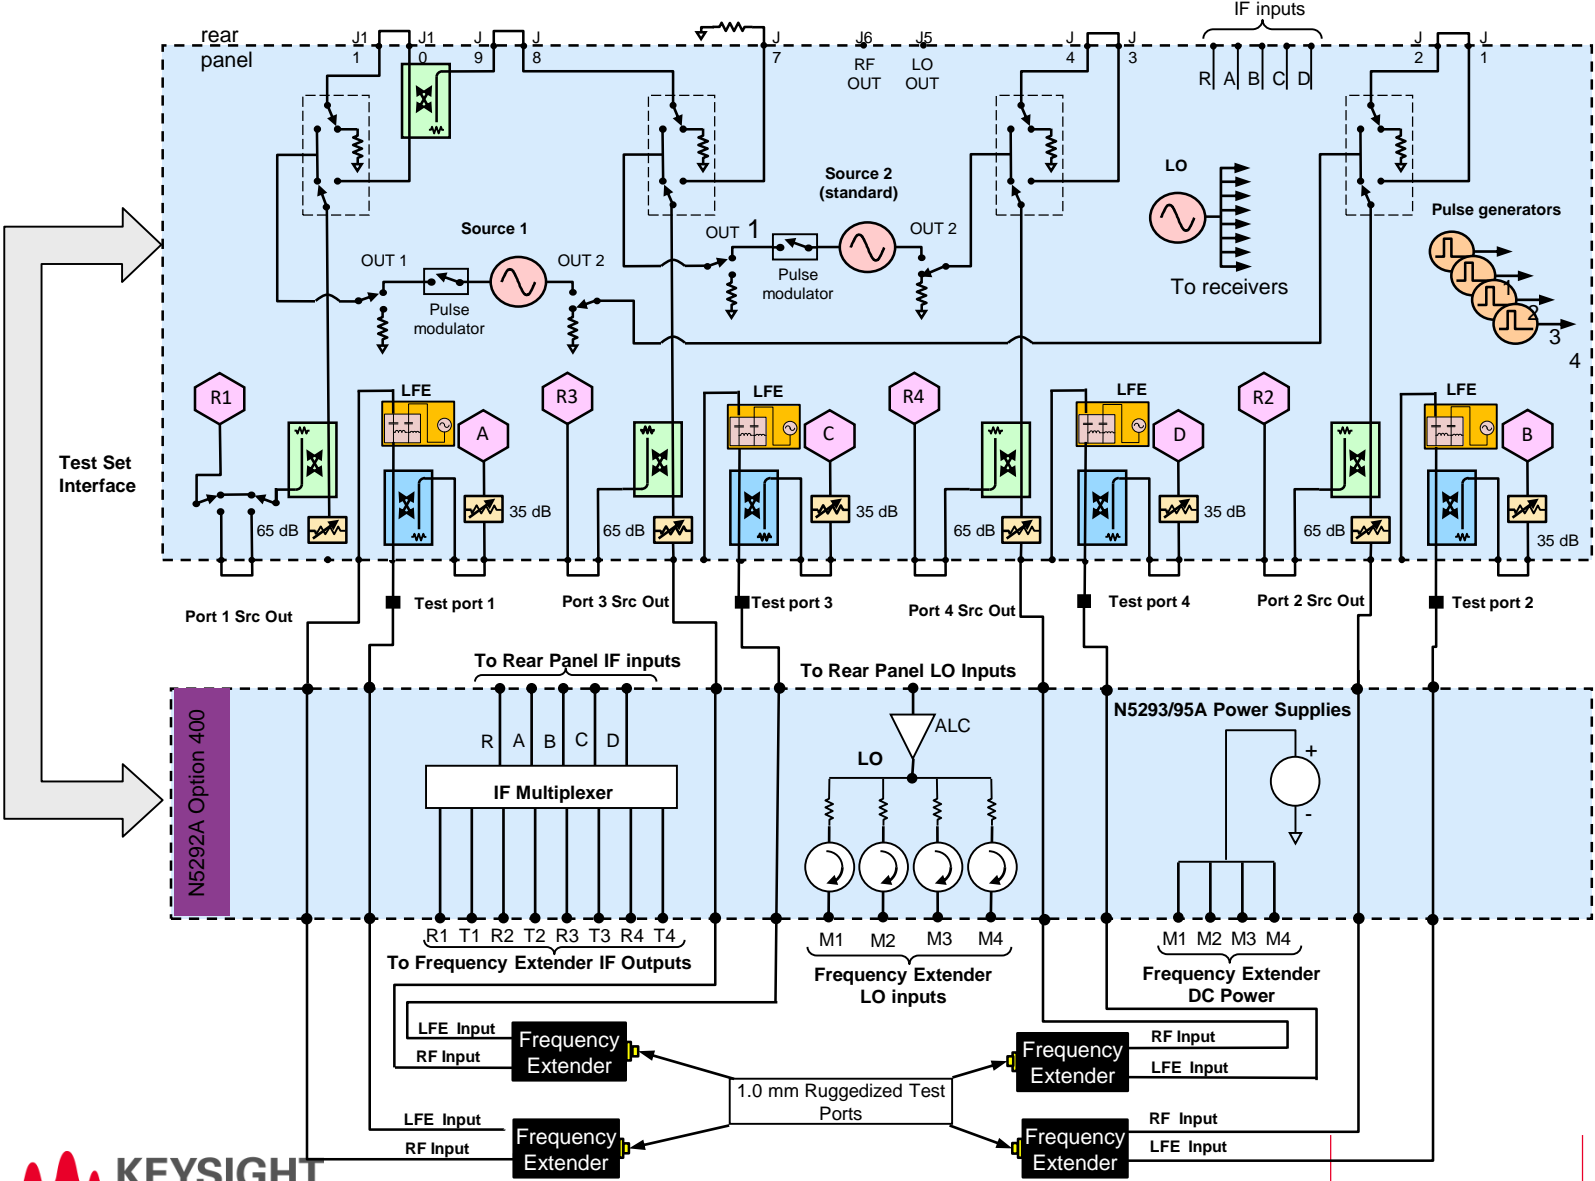 IF inputs
rear
panel
J1
1
J1
0
J
9
J
8
J
7
J6
RF
OUT
J5
LO
OUT
J
4
J
3
R A B C D
J
2
J
1
LO
To receivers
Source 2
(standard)
OUT 1
OUT 2
Pulse
modulator
Source 1
OUT 1
OUT 2
Pulse
modulator
Pulse generators
1
2
3
4
Test Set
Interface
R1
LFE
A
R3
LFE
C
R4
LFE
D
R2
LFE
B
65 dB
35 dB
65 dB
35 dB
65 dB
35 dB
65 dB
35 dB
Port 1 Src Out
Test port 1
Port 3 Src Out
Test port 3
Port 4 Src Out
Test port 4
Port 2 Src Out
Test port 2
N5292A Option 400
To Rear Panel IF inputs
R A B C D
IF Multiplexer
R1 T1 R2 T2 R3 T3 R4 T4
To Frequency Extender IF Outputs
To Rear Panel LO Inputs
ALC
LO
M1 M2 M3 M4
Frequency Extender
LO inputs
N5293/95A Power Supplies
+
-
M1 M2 M3 M4
Frequency Extender
DC Power
LFE Input
RF Input
Frequency
Extender
RF Input
LFE Input
Frequency
Extender
1.0 mm Ruggedized Test
Ports
LFE Input
RF Input
Frequency
Extender
RF Input
LFE Input
Frequency
Extender
KEYSIGHT